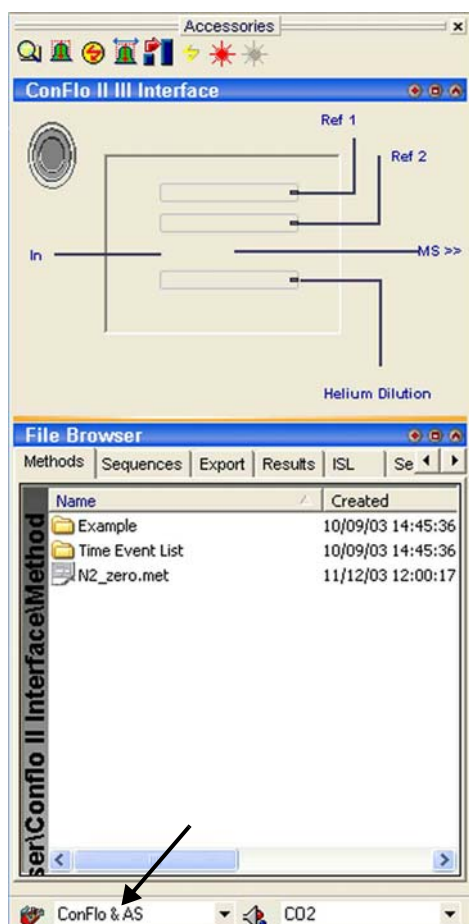 Accessories
ConFlo II III Interface
Ref 1
Ref 2
In
MS >>
Helium Dilution
File Browser
Methods Sequences Export Results ISL Se
Name Created
Example 10/09/03 14:45:36
Time Event List 10/09/03 14:45:36
N2_zero.met 11/12/03 12:00:17
ser\Conflo II Interface\Method
ConFlo & AS CO2